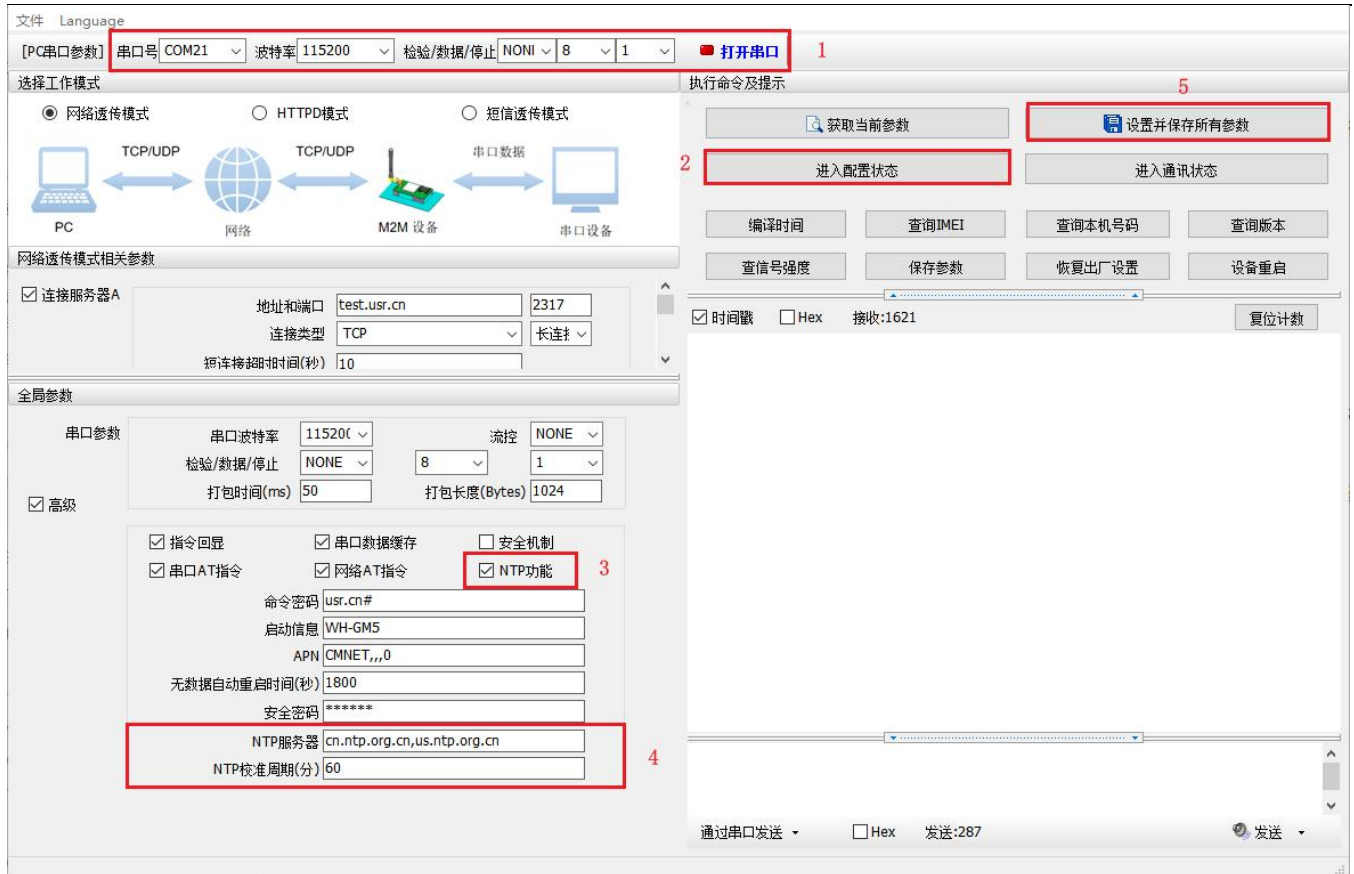 文件 Language
[PC串口参数] 串口号 COM21 波特率 115200 检验/数据/停止 NONI 8 1 打开串口 1
选择工作模式
网络透传模式 HTTPD模式 短信透传模式
TCP/UDP TCP/UDP 串口数据
PC 网络 M2M 设备 串口设备
网络透传模式相关参数
连接服务器A
地址和端口 test.usr.cn 2317
连接类型 TCP 长连接
短连接超时时间(秒) 10
全局参数
串口参数 串口波特率 11520( 流控 NONE
检验/数据/停止 NONE 8 1
打包时间(ms) 50 打包长度(Bytes) 1024
高级
指令回显 串口数据缓存 安全机制
串口AT指令 网络AT指令 NTP功能 3
命令密码 usr.cn#
启动信息 WH-GM5
APN CMNET,,,0
无数据自动重启时间(秒) 1800
安全密码 ******
NTP服务器 cn.ntp.org.cn,us.ntp.org.cn
NTP校准周期(分) 60
4
执行命令及提示
5
获取当前参数 设置并保存所有参数
2 进入配置状态 进入通讯状态
编译时间 查询IMEI 查询本机号码 查询版本
查信号强度 保存参数 恢复出厂设置 设备重启
时间戳 Hex 接收:1621 复位计数
通过串口发送 Hex 发送:287 发送